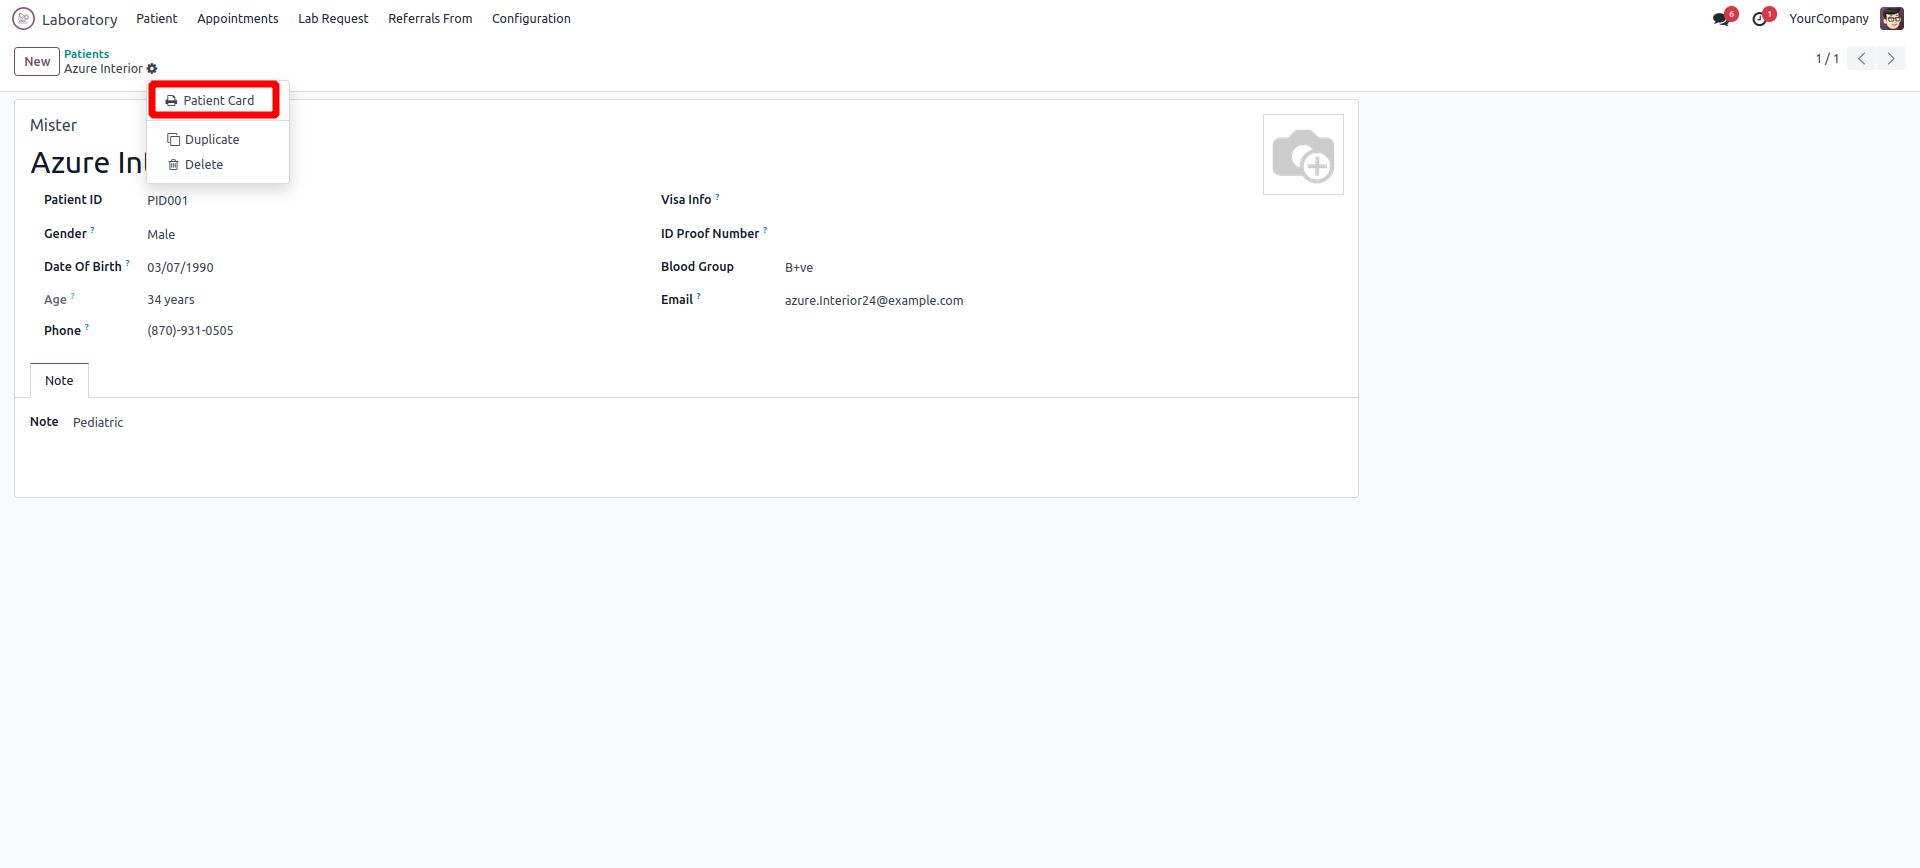 Laboratory Patient Appointments Lab Request Referrals From Configuration 6 1 YourCompany
New Patients 1 / 1
Azure Interior
Patient Card
Duplicate
Delete
Mister
Azure Int
Patient ID PID001 Visa Info ?
Gender ? Male ID Proof Number ?
Date Of Birth ? 03/07/1990 Blood Group B+ve
Age ? 34 years Email ? azure.Interior24@example.com
Phone ? (870)-931-0505
Note
Note Pediatric